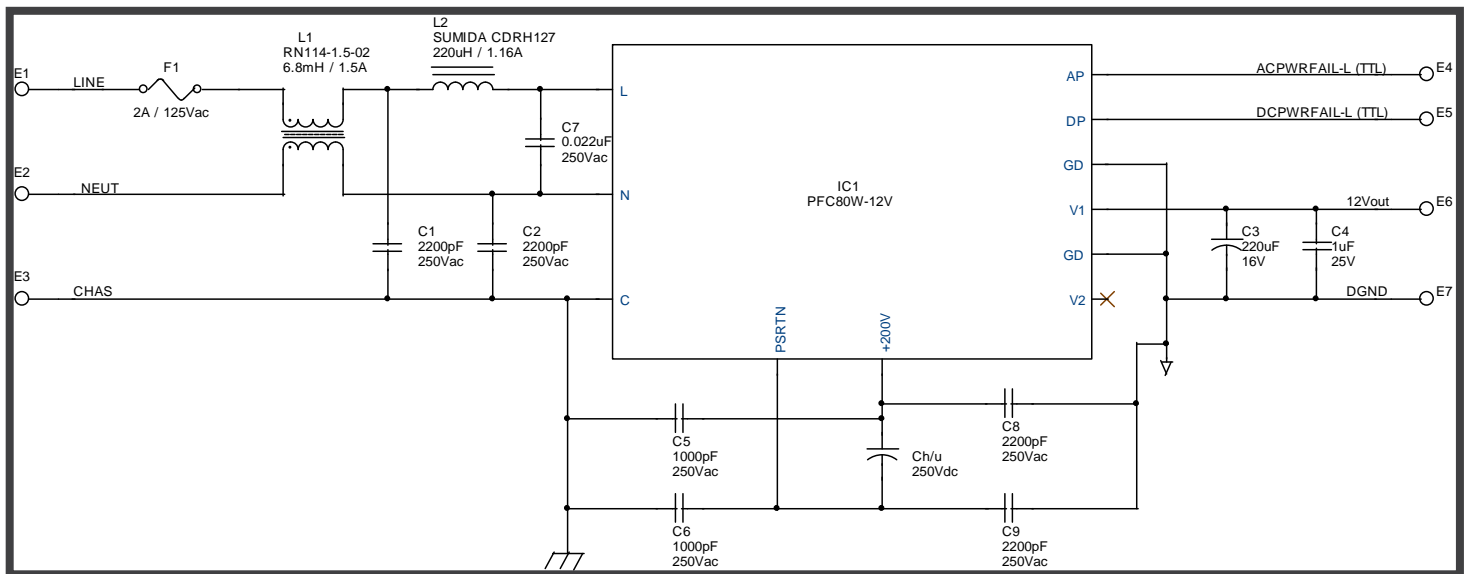 L2
SUMIDA CDRH127
220uH / 1.16A
L1
RN114-1.5-02
6.8mH / 1.5A
E1
LINE
F1
2A / 125Vac
L
C7
0.022uF
250Vac
E2
NEUT
N
C1
2200pF
250Vac
C2
2200pF
250Vac
E3
CHAS
C
IC1
PFC80W-12V
PSRTN
+200V
AP
DP
GD
V1
GD
V2
ACPWRFAIL-L (TTL)
E4
DCPWRFAIL-L (TTL)
E5
12Vout
E6
C3
220uF
16V
C4
1uF
25V
DGND
E7
C5
1000pF
250Vac
Ch/u
250Vdc
C8
2200pF
250Vac
C6
1000pF
250Vac
C9
2200pF
250Vac